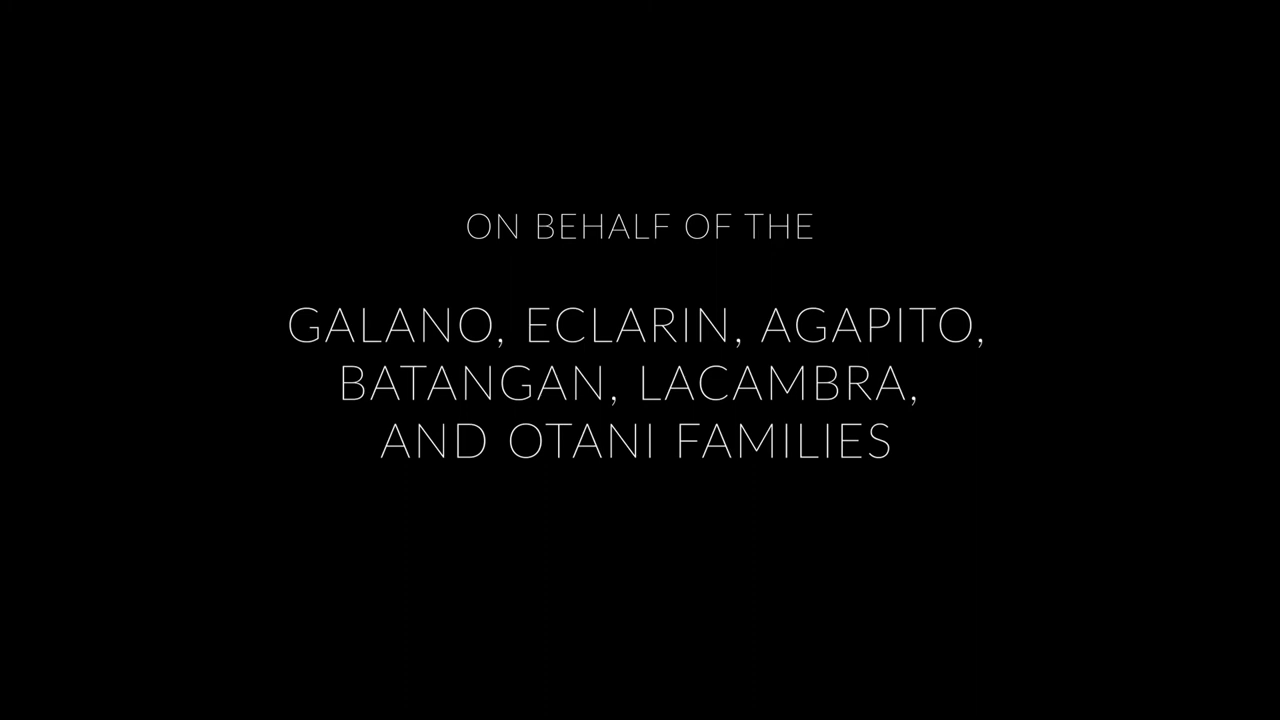 ON BEHALF OF THE
GALANO, ECLARIN, AGAPITO,
BATANGAN, LACAMBRA,
AND OTANI FAMILIES